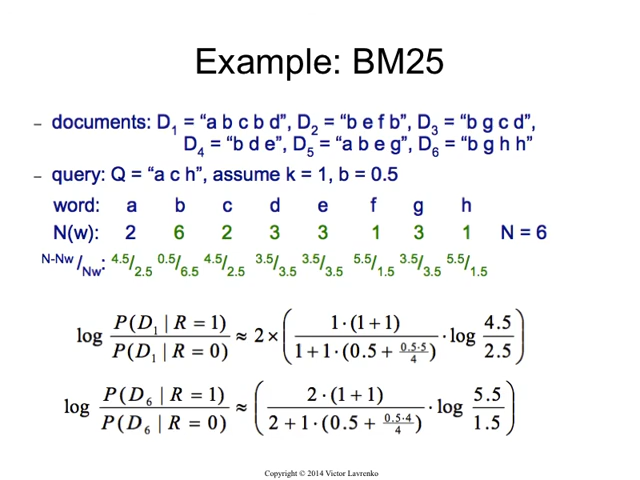 Example: BM25
– documents: D₁ = “a b c b d”, D₂ = “b e f b”, D₃ = “b g c d”,
D₄ = “b d e”, D₅ = “a b e g”, D₆ = “b g h h”
– query: Q = “a c h”, assume k = 1, b = 0.5
word: a b c d e f g h
N(w): 2 6 2 3 3 1 3 1 N = 6
N-Nw/Nw: 4.5/2.5 0.5/6.5 4.5/2.5 3.5/3.5 3.5/3.5 5.5/1.5 3.5/3.5 5.5/1.5
log P(D₁ | R = 1) / P(D₁ | R = 0) ≈ 2 × ( 1·(1+1) / 1+1·(0.5 + 0.5·5/4) · log 4.5/2.5 )
log P(D₆ | R = 1) / P(D₆ | R = 0) ≈ ( 2·(1+1) / 2+1·(0.5 + 0.5·4/4) · log 5.5/1.5 )
Copyright © 2014 Victor Lavrenko